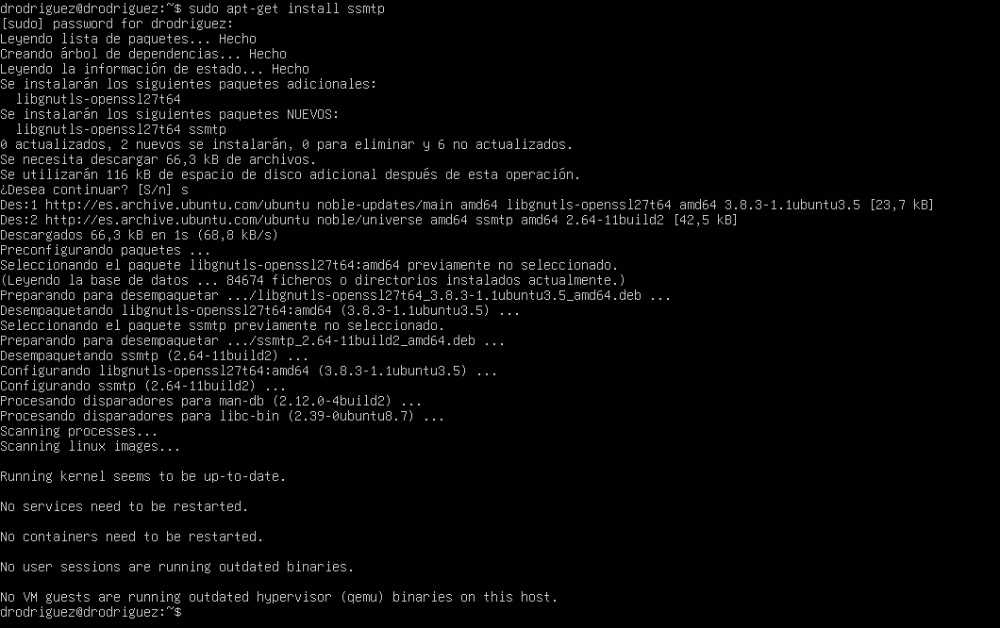 drodriguez@drodriguez:~$ sudo apt-get install ssmtp
[sudo] password for drodriguez:
Leyendo lista de paquetes... Hecho
Creando árbol de dependencias... Hecho
Leyendo la información de estado... Hecho
Se instalarán los siguientes paquetes adicionales:
  libgnutls-openssl27t64
Se instalarán los siguientes paquetes NUEVOS:
  libgnutls-openssl27t64 ssmtp
0 actualizados, 2 nuevos se instalarán, 0 para eliminar y 6 no actualizados.
Se necesita descargar 66,3 kB de archivos.
Se utilizarán 116 kB de espacio de disco adicional después de esta operación.
¿Desea continuar? [S/n] s
Des:1 http://es.archive.ubuntu.com/ubuntu noble-updates/main amd64 libgnutls-openssl27t64 amd64 3.8.3-1.1ubuntu3.5 [23,7 kB]
Des:2 http://es.archive.ubuntu.com/ubuntu noble/universe amd64 ssmtp amd64 2.64-11build2 [42,5 kB]
Descargados 66,3 kB en 1s (68,8 kB/s)
Preconfigurando paquetes ...
Seleccionando el paquete libgnutls-openssl27t64:amd64 previamente no seleccionado.
(Leyendo la base de datos ... 84674 ficheros o directorios instalados actualmente.)
Preparando para desempaquetar .../libgnutls-openssl27t64_3.8.3-1.1ubuntu3.5_amd64.deb ...
Desempaquetando libgnutls-openssl27t64:amd64 (3.8.3-1.1ubuntu3.5) ...
Seleccionando el paquete ssmtp previamente no seleccionado.
Preparando para desempaquetar .../ssmtp_2.64-11build2_amd64.deb ...
Desempaquetando ssmtp (2.64-11build2) ...
Configurando libgnutls-openssl27t64:amd64 (3.8.3-1.1ubuntu3.5) ...
Configurando ssmtp (2.64-11build2) ...
Procesando disparadores para man-db (2.12.0-4build2) ...
Procesando disparadores para libc-bin (2.39-0ubuntu8.7) ...
Scanning processes...
Scanning linux images...

Running kernel seems to be up-to-date.

No services need to be restarted.

No containers need to be restarted.

No user sessions are running outdated binaries.

No VM guests are running outdated hypervisor (qemu) binaries on this host.
drodriguez@drodriguez:~$